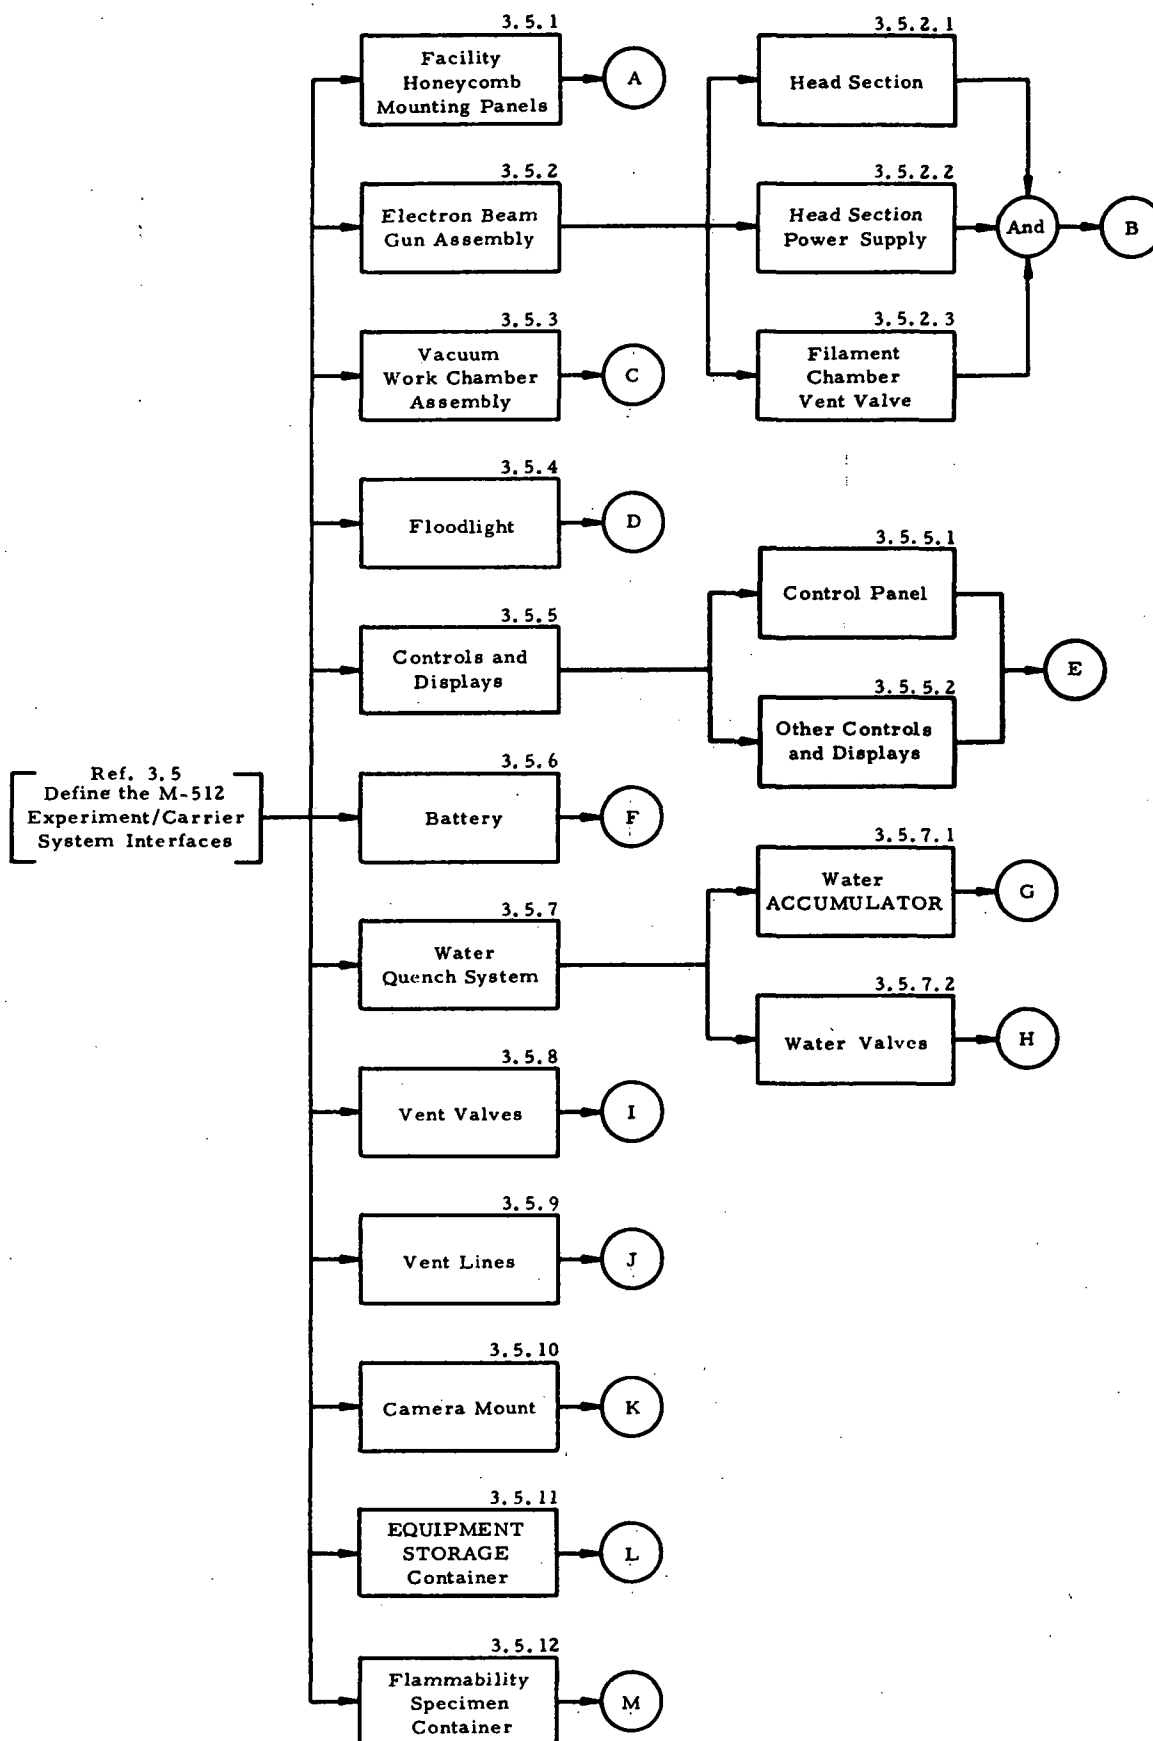 3.5.1
Facility
Honeycomb
Mounting Panels
A
3.5.2.1
Head Section
3.5.2
Electron Beam
Gun Assembly
3.5.2.2
Head Section
Power Supply
And
B
3.5.3
Vacuum
Work Chamber
Assembly
C
3.5.2.3
Filament
Chamber
Vent Valve
3.5.4
Floodlight
D
3.5.5
Controls and
Displays
3.5.5.1
Control Panel
3.5.5.2
Other Controls
and Displays
E
Ref. 3.5
Define the M-512
Experiment/Carrier
System Interfaces
3.5.6
Battery
F
3.5.7
Water
Quench System
3.5.7.1
Water
ACCUMULATOR
G
3.5.7.2
Water Valves
H
3.5.8
Vent Valves
I
3.5.9
Vent Lines
J
3.5.10
Camera Mount
K
3.5.11
EQUIPMENT
STORAGE
Container
L
3.5.12
Flammability
Specimen
Container
M